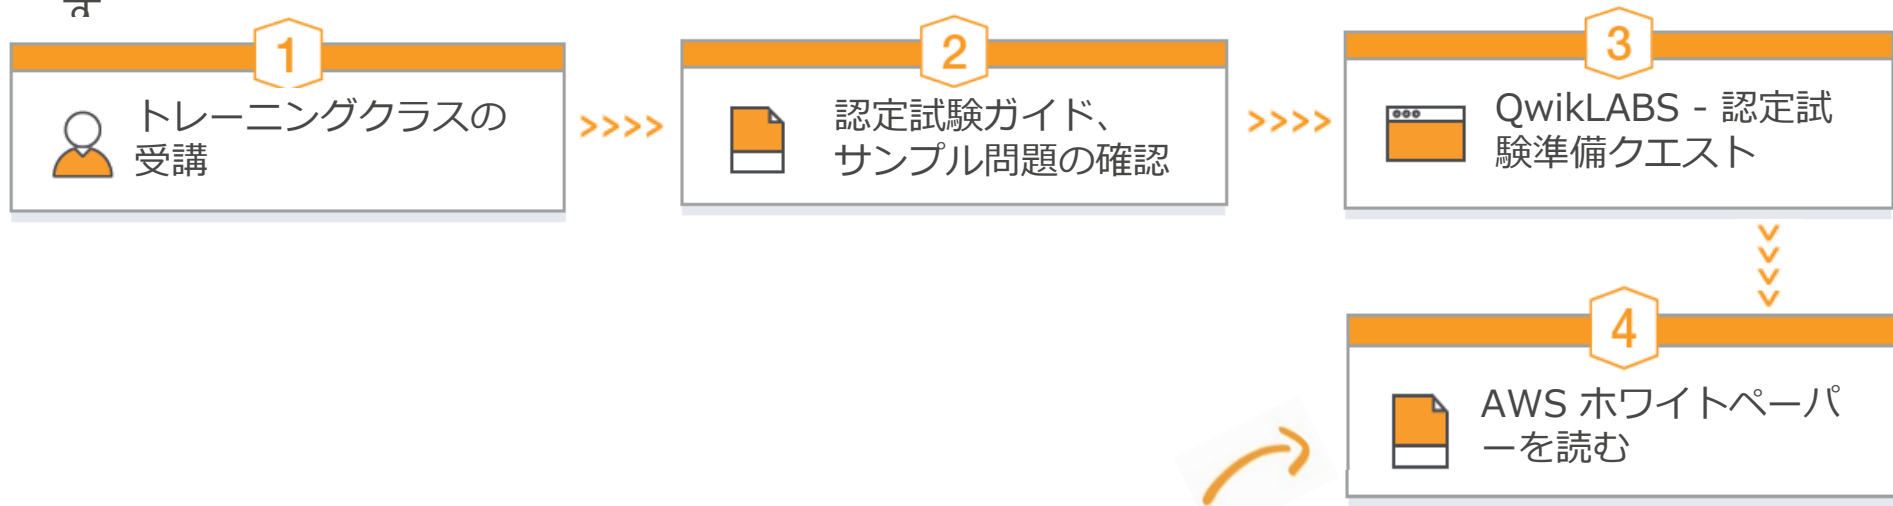 す
1
トレーニングクラスの
受講
>>>>
2
認定試験ガイド、
サンプル問題の確認
>>>>
3
QwikLABS - 認定試
験準備クエスト
4
AWS ホワイトペーパ
ーを読む